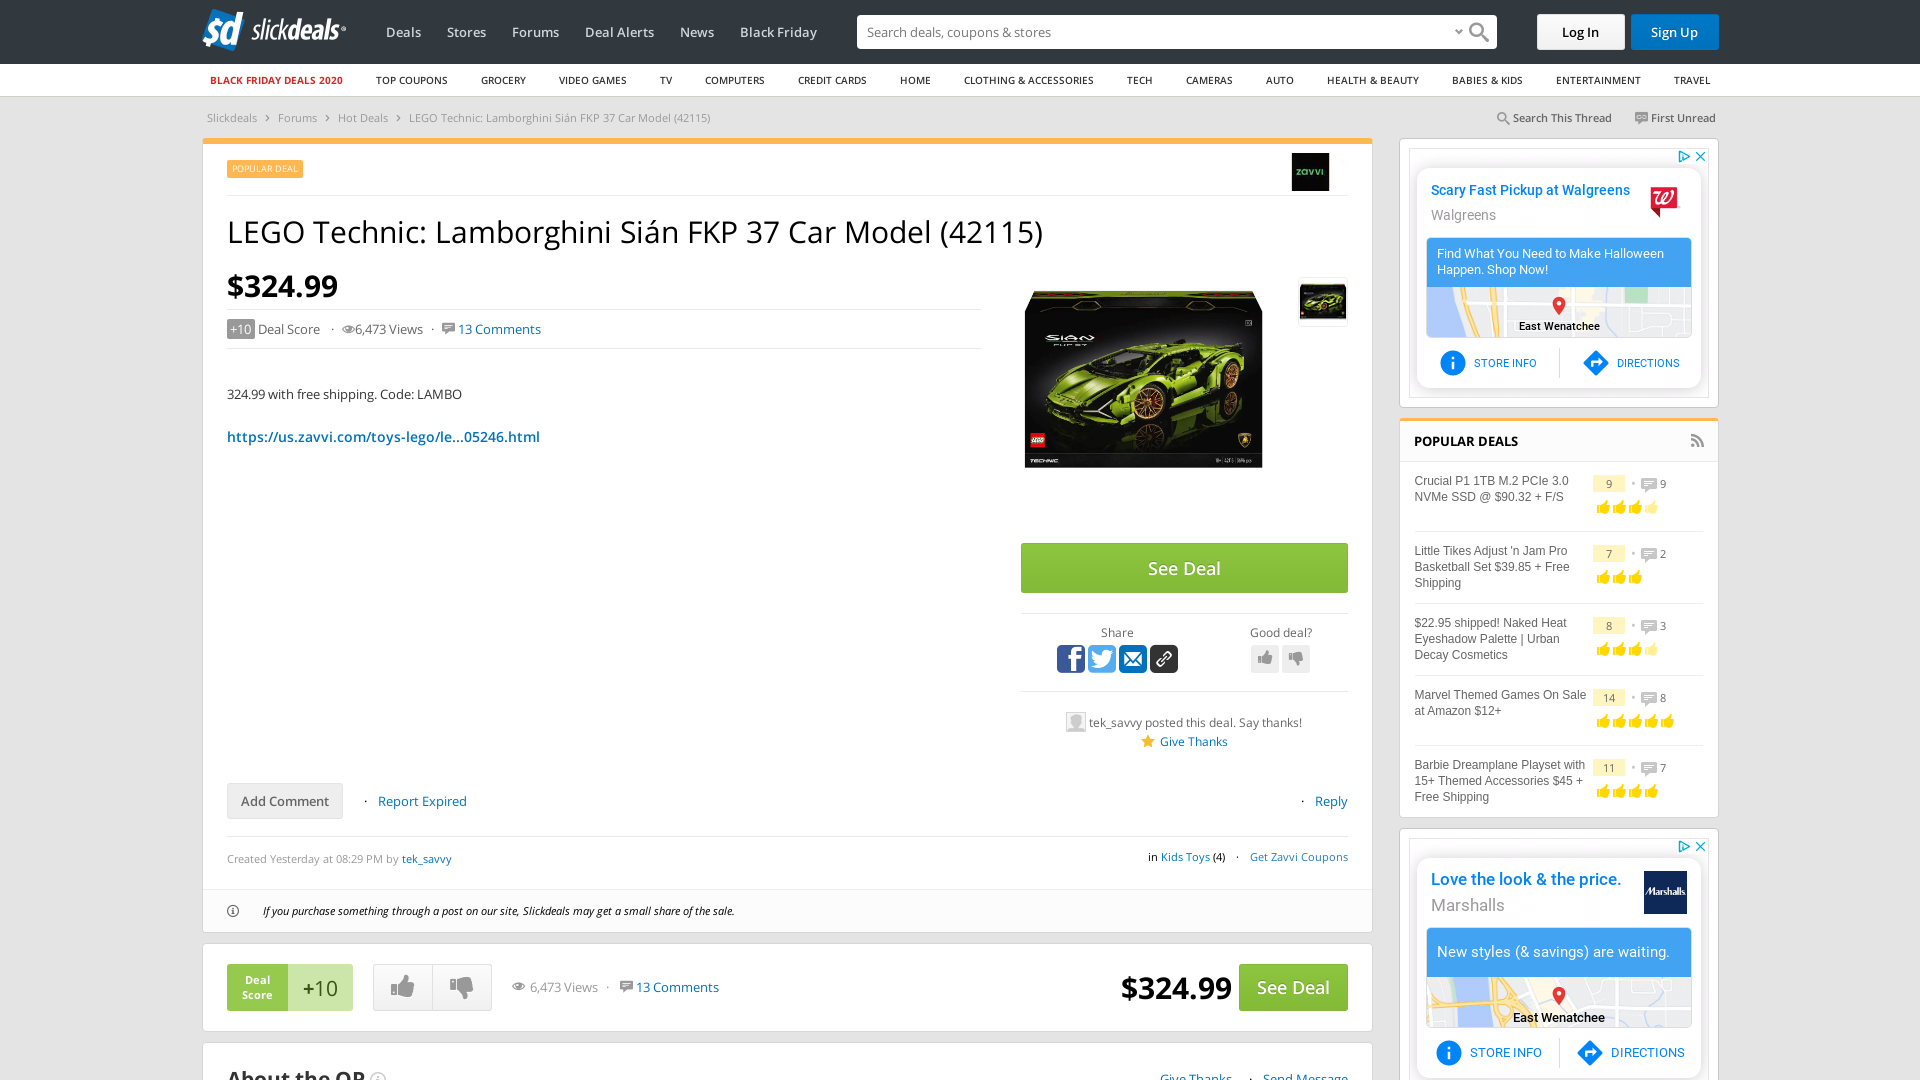 slickdeals
Deals
Stores
Forums
Deal Alerts
News
Black Friday
Search deals, coupons & stores
Log In
Sign Up
BLACK FRIDAY DEALS 2020
TOP COUPONS
GROCERY
VIDEO GAMES
TV
COMPUTERS
CREDIT CARDS
HOME
CLOTHING & ACCESSORIES
TECH
CAMERAS
AUTO
HEALTH & BEAUTY
BABIES & KIDS
ENTERTAINMENT
TRAVEL
Slickdeals › Forums › Hot Deals › LEGO Technic: Lamborghini Sián FKP 37 Car Model (42115)
Search This Thread
First Unread
POPULAR DEAL
zavvi
LEGO Technic: Lamborghini Sián FKP 37 Car Model (42115)
$324.99
+10 Deal Score · 6,473 Views · 13 Comments
324.99 with free shipping. Code: LAMBO
https://us.zavvi.com/toys-lego/le...05246.html
SIÁN
FKP 37
LEGO
TECHNIC
See Deal
Share
Good deal?
tek_savvy posted this deal. Say thanks!
Give Thanks
Add Comment
· Report Expired
· Reply
Created Yesterday at 08:29 PM by tek_savvy
in Kids Toys (4) · Get Zavvi Coupons
If you purchase something through a post on our site, Slickdeals may get a small share of the sale.
Deal
Score
+10
6,473 Views · 13 Comments
$324.99
See Deal
About the OP
Give Thanks · Send Message
Scary Fast Pickup at Walgreens
Walgreens
Find What You Need to Make Halloween
Happen. Shop Now!
East Wenatchee
STORE INFO
DIRECTIONS
POPULAR DEALS
Crucial P1 1TB M.2 PCIe 3.0
NVMe SSD @ $90.32 + F/S
9 • 9
Little Tikes Adjust 'n Jam Pro
Basketball Set $39.85 + Free
Shipping
7 • 2
$22.95 shipped! Naked Heat
Eyeshadow Palette | Urban
Decay Cosmetics
8 • 3
Marvel Themed Games On Sale
at Amazon $12+
14 • 8
Barbie Dreamplane Playset with
15+ Themed Accessories $45 +
Free Shipping
11 • 7
Love the look & the price.
Marshalls
Marshalls.
New styles (& savings) are waiting.
East Wenatchee
STORE INFO
DIRECTIONS